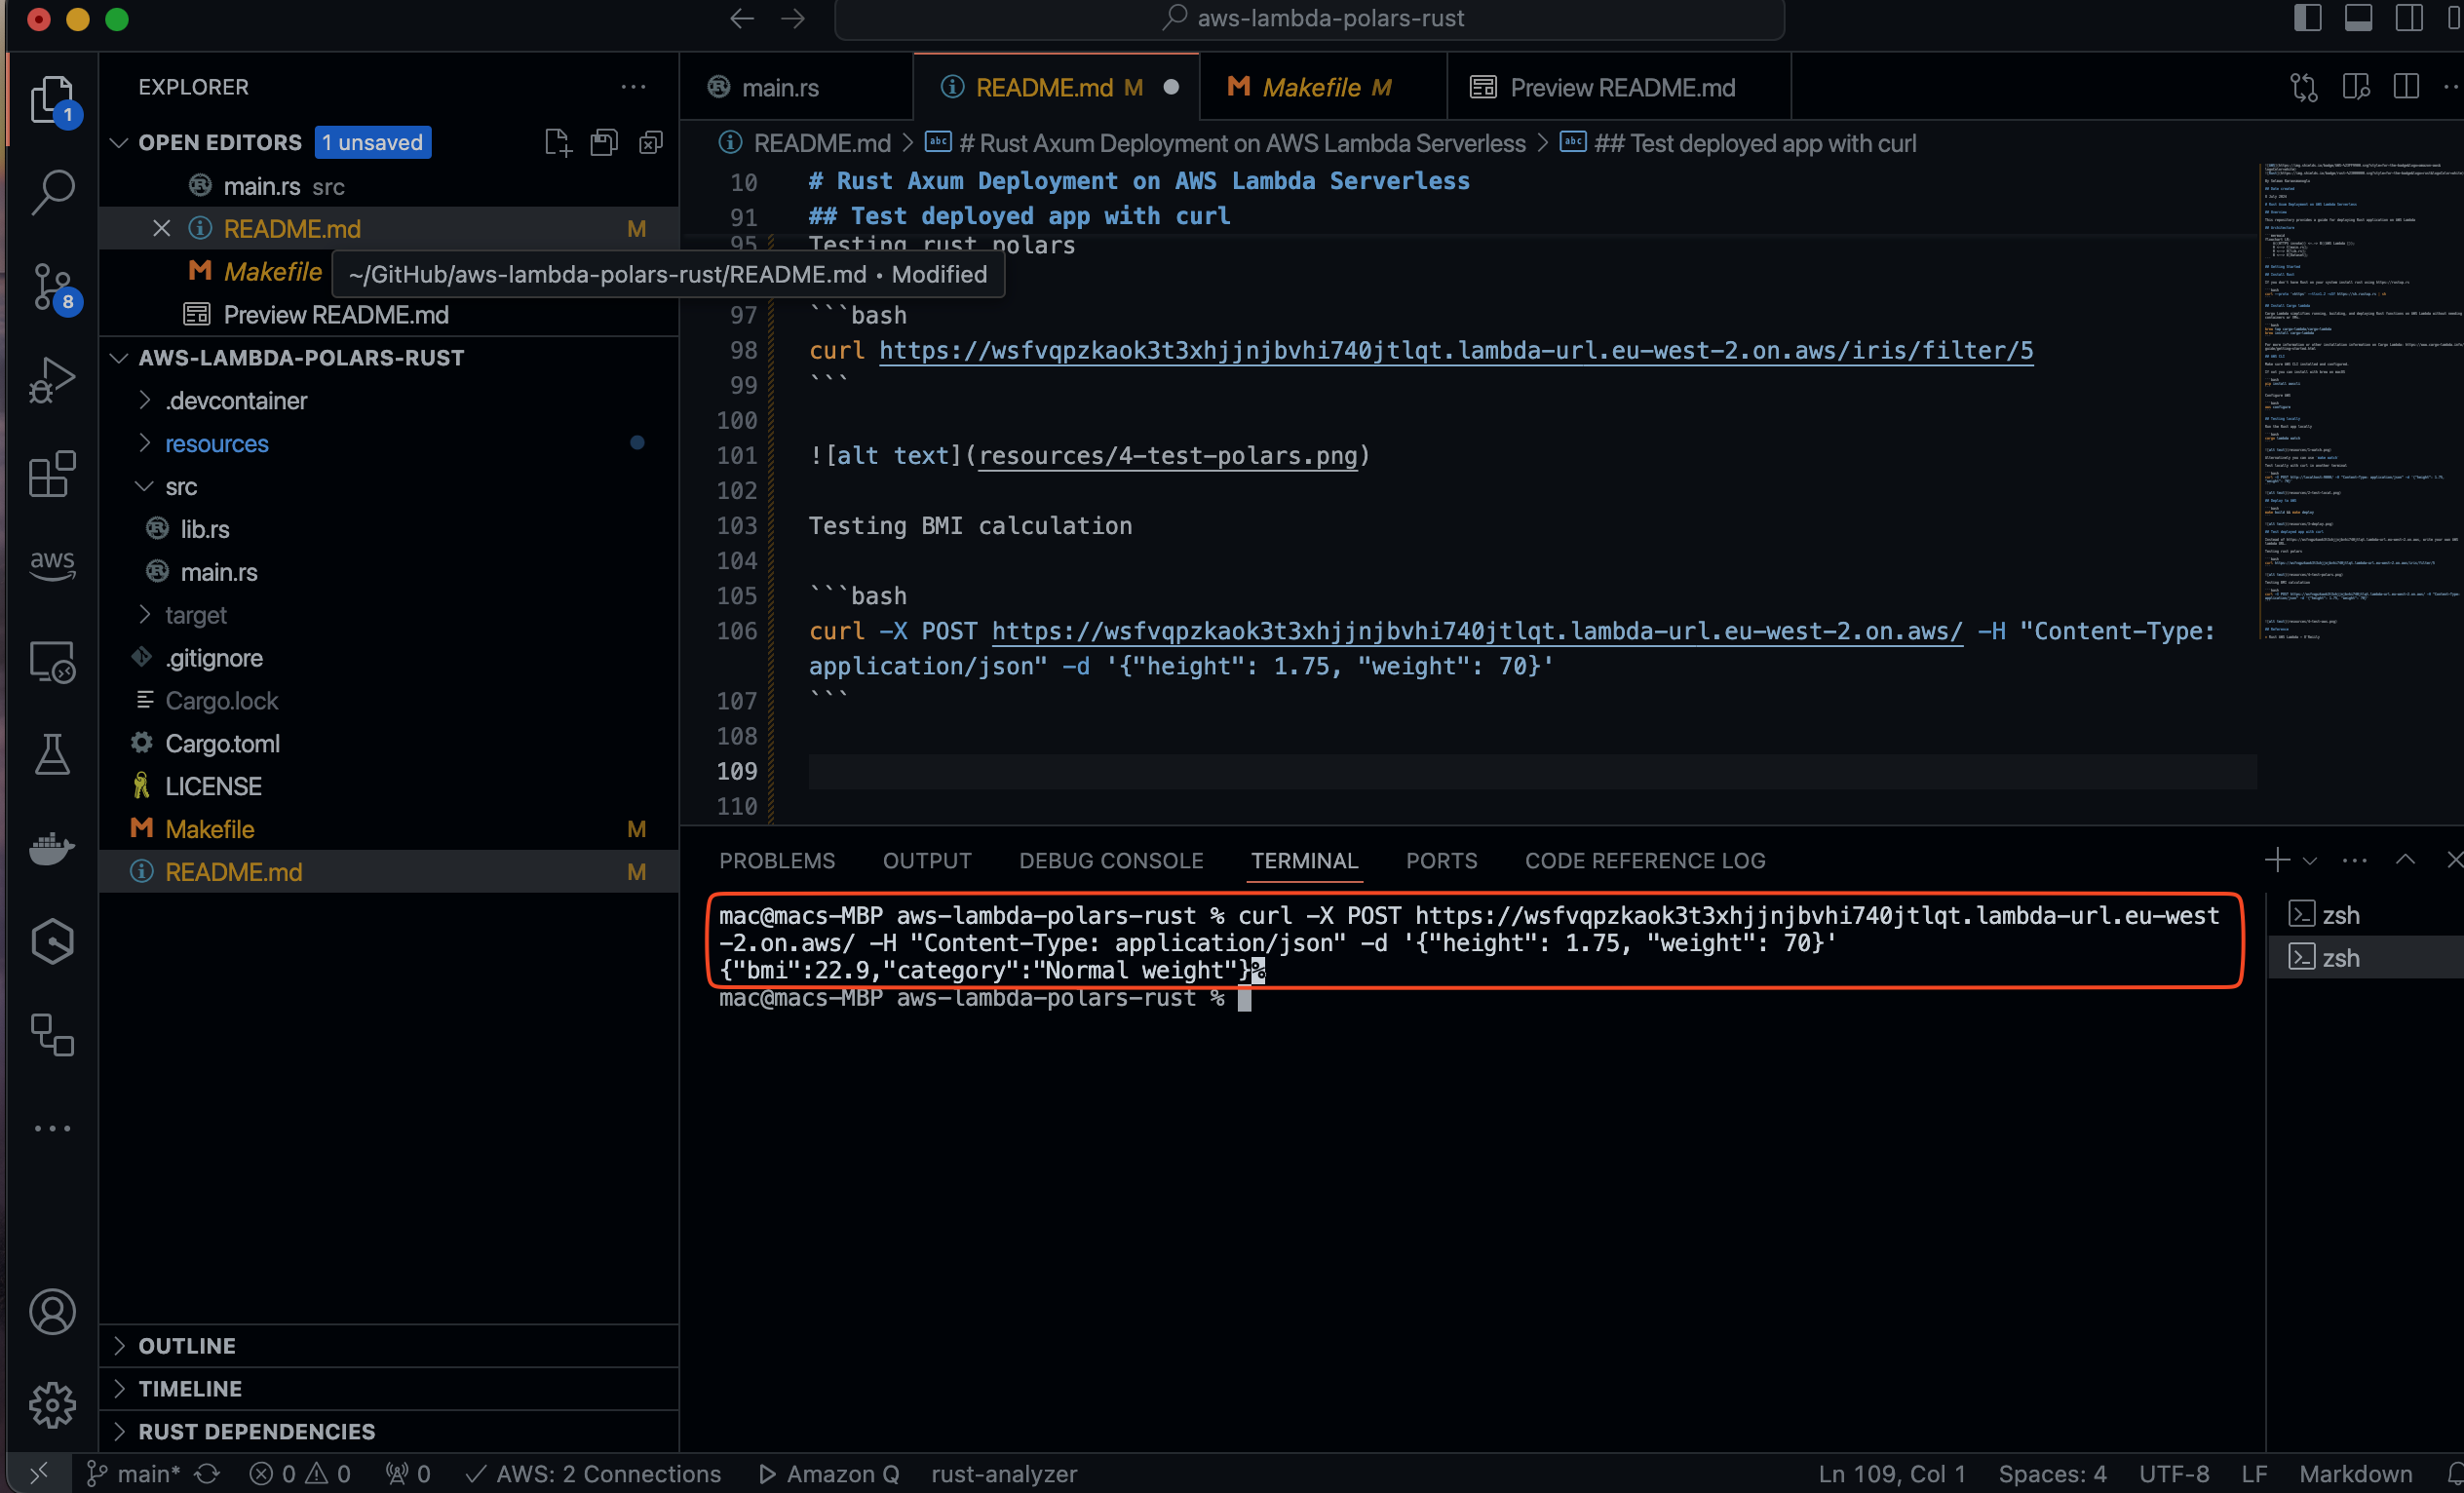 aws-lambda-polars-rust
EXPLORER
main.rs
README.md M
Makefile M
Preview README.md
OPEN EDITORS 1 unsaved
main.rs src
README.md M
Makefile
Preview README.md
~/GitHub/aws-lambda-polars-rust/README.md • Modified
AWS-LAMBDA-POLARS-RUST
.devcontainer
resources
src
lib.rs
main.rs
target
.gitignore
Cargo.lock
Cargo.toml
LICENSE
Makefile M
README.md M
OUTLINE
TIMELINE
RUST DEPENDENCIES
1
8
aws
README.md > # Rust Axum Deployment on AWS Lambda Serverless > ## Test deployed app with curl
10 # Rust Axum Deployment on AWS Lambda Serverless
91 ## Test deployed app with curl
95 Testing rust polars
97 ```bash
98 curl https://wsfvqpzkaok3t3xhjjnjbvhi740jtlqt.lambda-url.eu-west-2.on.aws/iris/filter/5
99 ```
100
101 ![alt text](resources/4-test-polars.png)
102
103 Testing BMI calculation
104
105 ```bash
106 curl -X POST https://wsfvqpzkaok3t3xhjjnjbvhi740jtlqt.lambda-url.eu-west-2.on.aws/ -H "Content-Type:
application/json" -d '{"height": 1.75, "weight": 70}'
107 ```
108
109
110
PROBLEMS OUTPUT DEBUG CONSOLE TERMINAL PORTS CODE REFERENCE LOG
mac@macs-MBP aws-lambda-polars-rust % curl -X POST https://wsfvqpzkaok3t3xhjjnjbvhi740jtlqt.lambda-url.eu-west
-2.on.aws/ -H "Content-Type: application/json" -d '{"height": 1.75, "weight": 70}'
{"bmi":22.9,"category":"Normal weight"}%
mac@macs-MBP aws-lambda-polars-rust %
zsh
zsh
main* 0 0 0 AWS: 2 Connections Amazon Q rust-analyzer
Ln 109, Col 1 Spaces: 4 UTF-8 LF Markdown